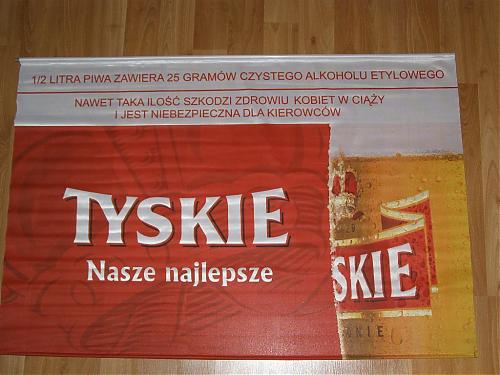 1/2 LITRA PIWA ZAWIERA 25 GRAMÓW CZYSTEGO ALKOHOLU ETYLOWEGO
NAWET TAKA ILOŚĆ SZKODZI ZDROWIU KOBIET W CIĄŻY
I JEST NIEBEZPIECZNA DLA KIEROWCÓW
TYSKIE
Nasze najlepsze
SKIE
SKIE